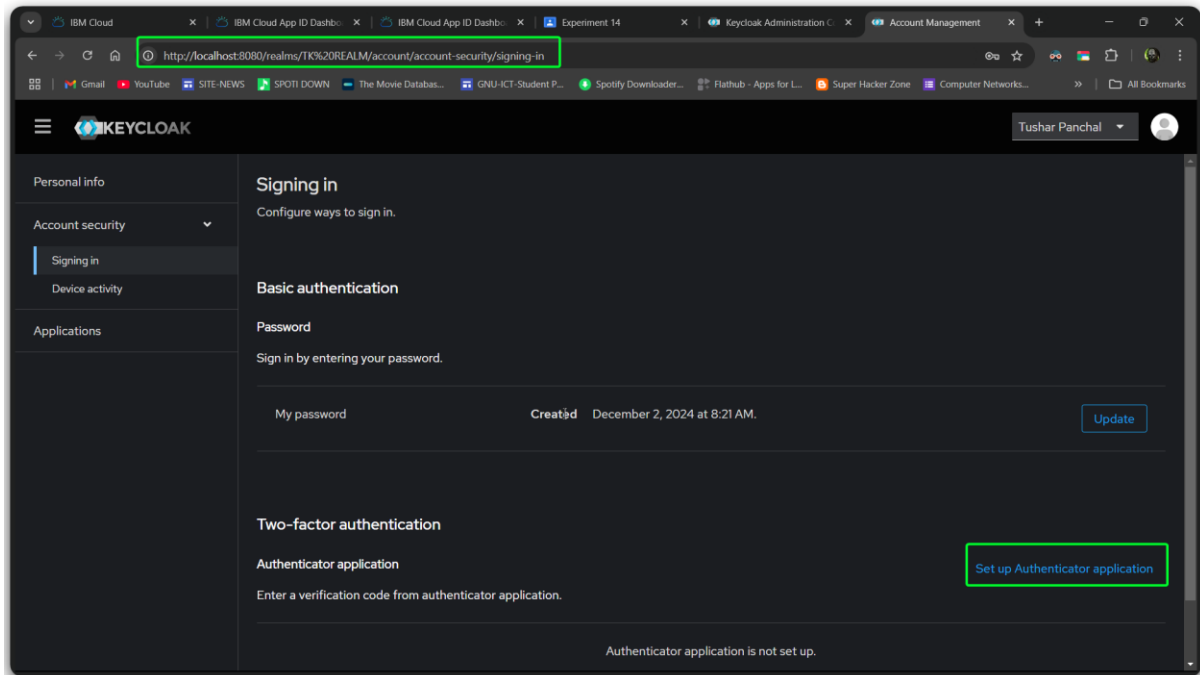 IBM Cloud
IBM Cloud App ID Dashbo
IBM Cloud App ID Dashbo
Experiment 14
Keycloak Administration C
Account Management
http://localhost:8080/realms/TK%20REALM/account/account-security/signing-in
Gmail
YouTube
SITE-NEWS
SPOTI DOWN
The Movie Databas...
GNU-ICT-Student P...
Spotify Downloader...
Flathub - Apps for L...
Super Hacker Zone
Computer Networks...
»
All Bookmarks
KEYCLOAK
Tushar Panchal
Personal info
Account security
Signing in
Device activity
Applications
Signing in
Configure ways to sign in.
Basic authentication
Password
Sign in by entering your password.
My password
Created December 2, 2024 at 8:21 AM.
Update
Two-factor authentication
Authenticator application
Set up Authenticator application
Enter a verification code from authenticator application.
Authenticator application is not set up.